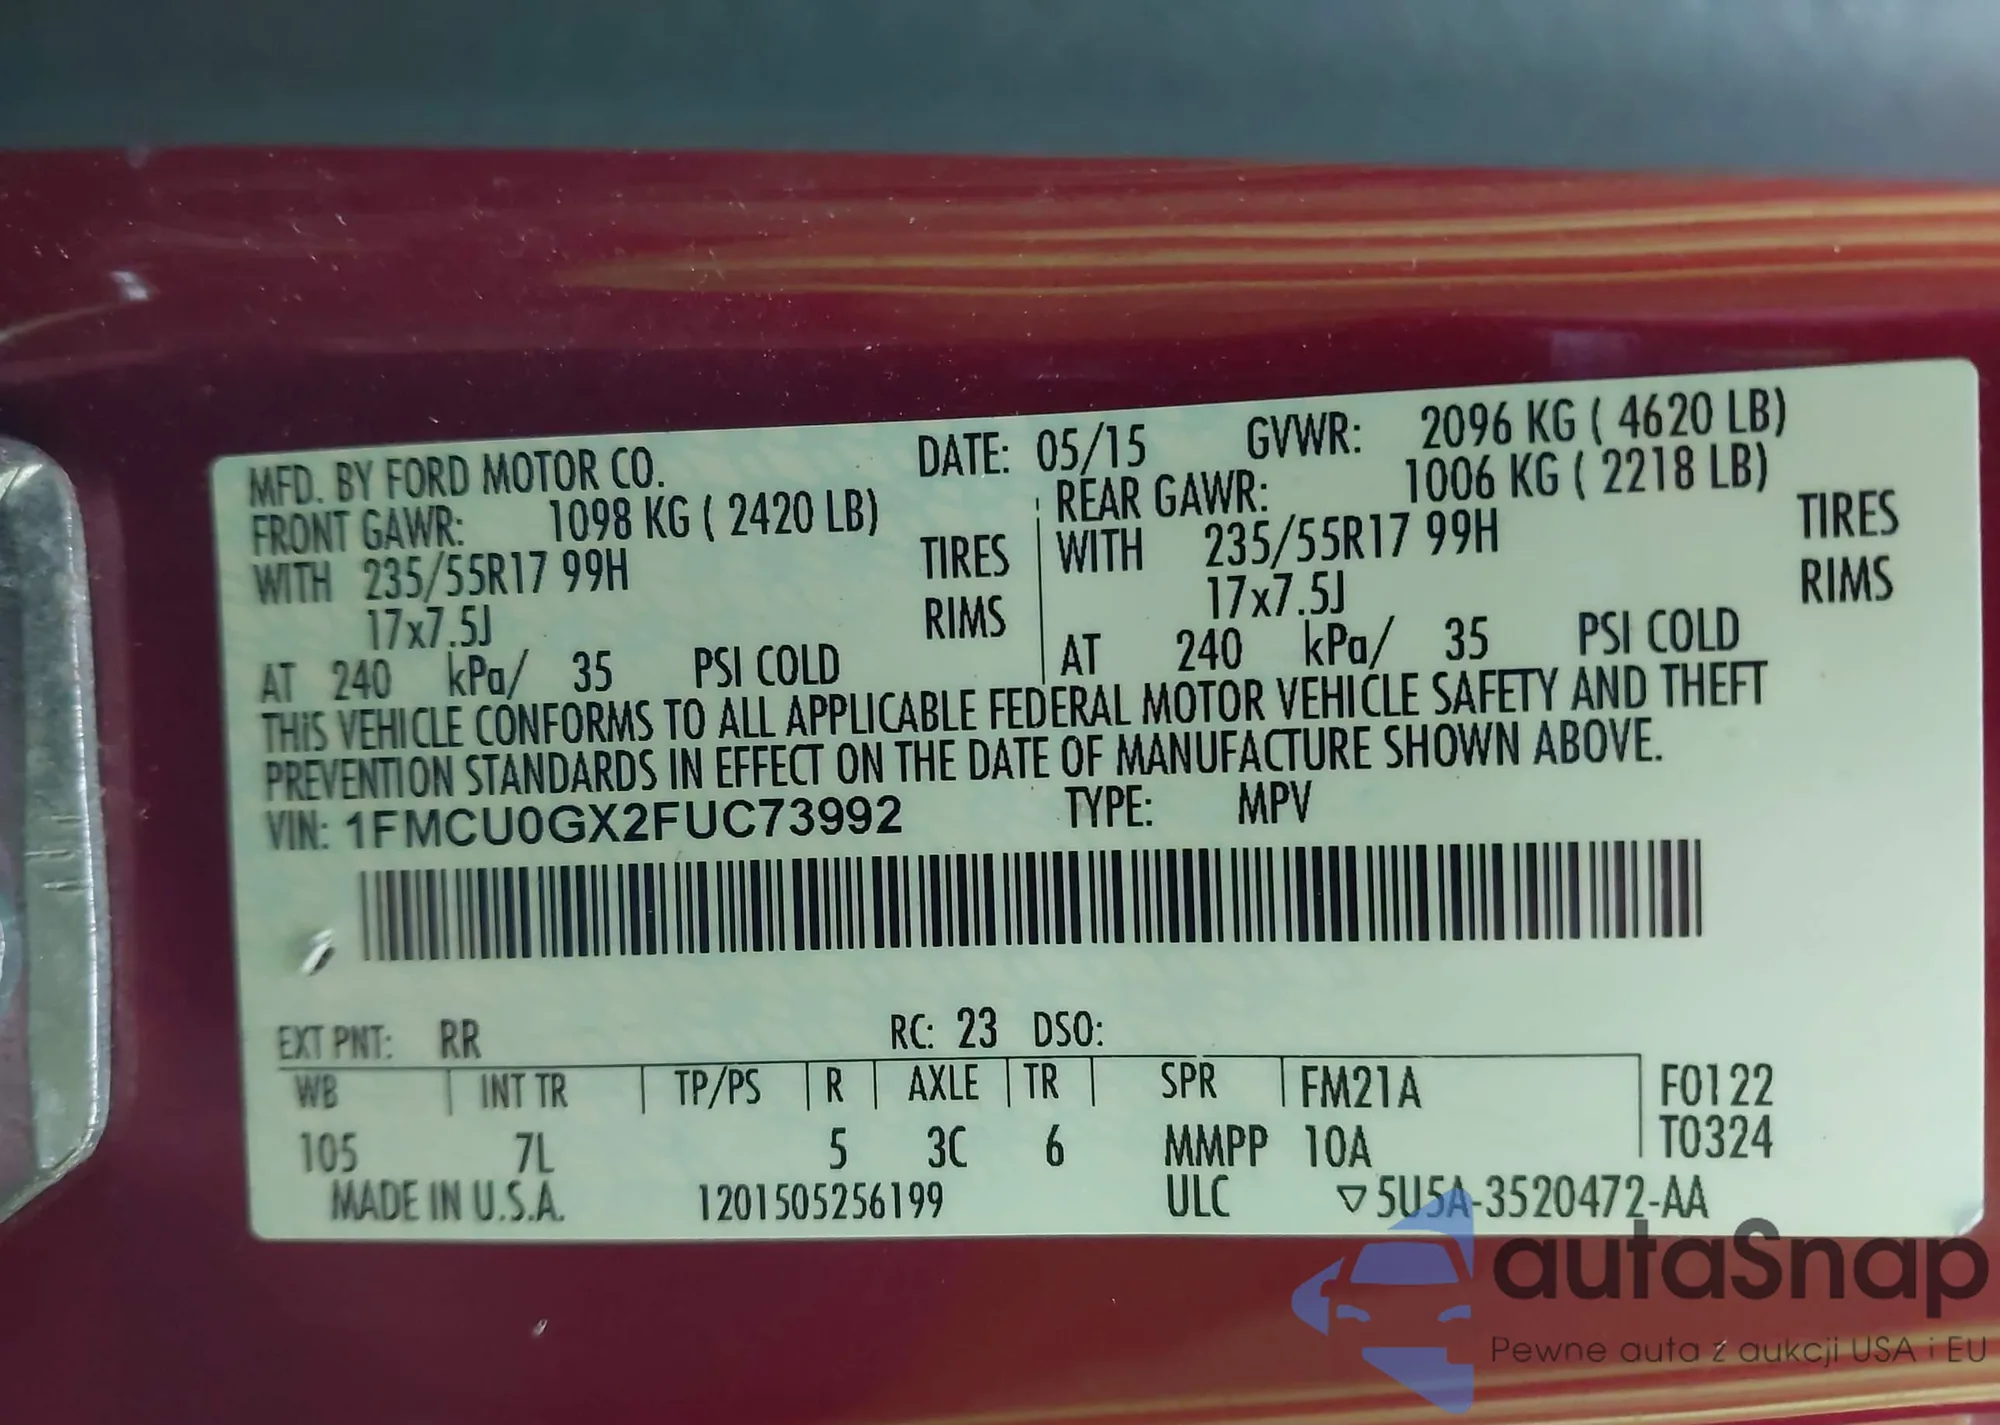 MFD. BY FORD MOTOR CO. DATE: 05/15 GVWR: 2096 KG ( 4620 LB)
FRONT GAWR: 1098 KG ( 2420 LB) REAR GAWR: 1006 KG ( 2218 LB)
WITH 235/55R17 99H TIRES WITH 235/55R17 99H TIRES
17x7.5J RIMS 17x7.5J RIMS
AT 240 kPa/ 35 PSI COLD AT 240 kPa/ 35 PSI COLD
THIS VEHICLE CONFORMS TO ALL APPLICABLE FEDERAL MOTOR VEHICLE SAFETY AND THEFT
PREVENTION STANDARDS IN EFFECT ON THE DATE OF MANUFACTURE SHOWN ABOVE.
VIN: 1FMCU0GX2FUC73992 TYPE: MPV
EXT PNT: RR RC: 23 DSO:
WB INT TR TP/PS R AXLE TR SPR FM21A F0122
105 7L 5 3C 6 MMPP 10A T0324
MADE IN U.S.A. 1201505256199 ULC ▽5U5A-3520472-AA
autaSnap
Pewne auta z aukcji USA i EU